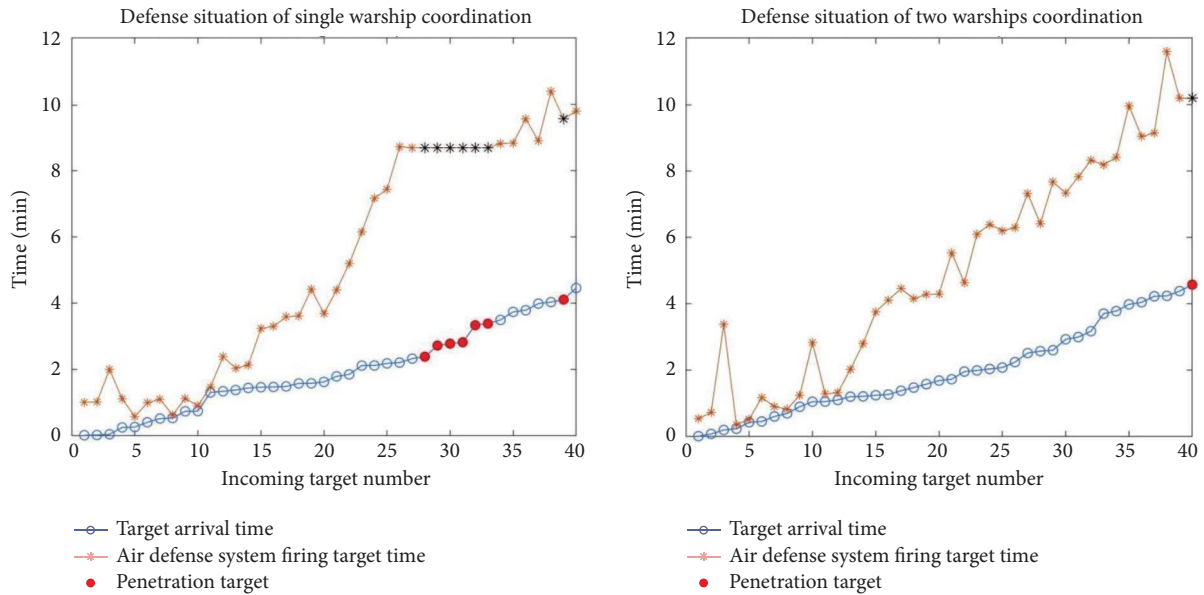 Defense situation of single warship coordination
12
10
8
6
4
2
0
Time (min)
0
5
10
15
20
25
30
35
40
Incoming target number
Target arrival time
Air defense system firing target time
Penetration target
Defense situation of two warships coordination
12
10
8
6
4
2
0
Time (min)
0
5
10
15
20
25
30
35
40
Incoming target number
Target arrival time
Air defense system firing target time
Penetration target